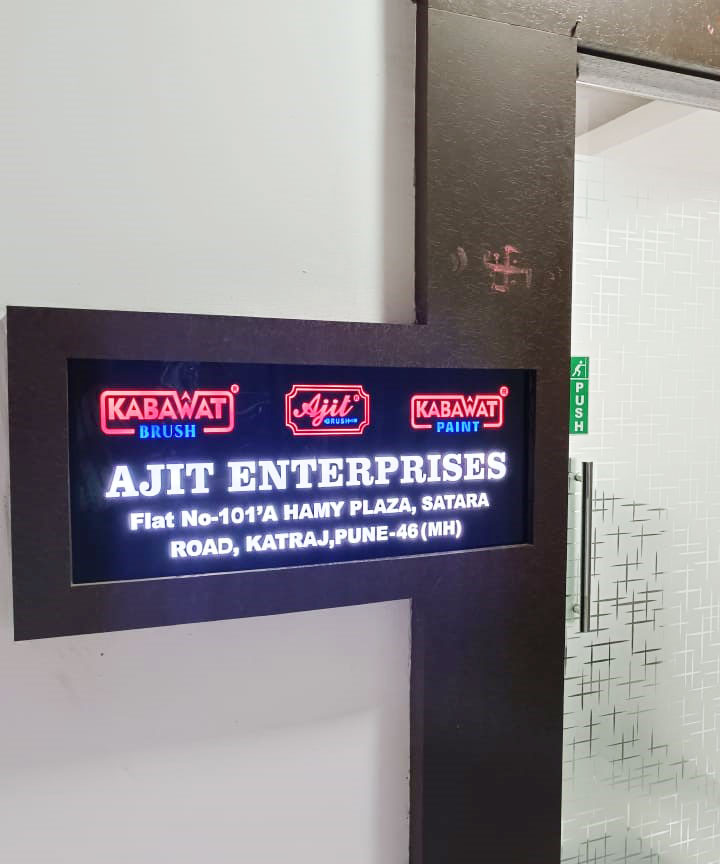 KABAWAT®
BRUSH
Ajit®
BRUSH
KABAWAT®
PAINT
AJIT ENTERPRISES
Flat No-101'A HAMY PLAZA, SATARA
ROAD, KATRAJ,PUNE-46(MH)
PUSH